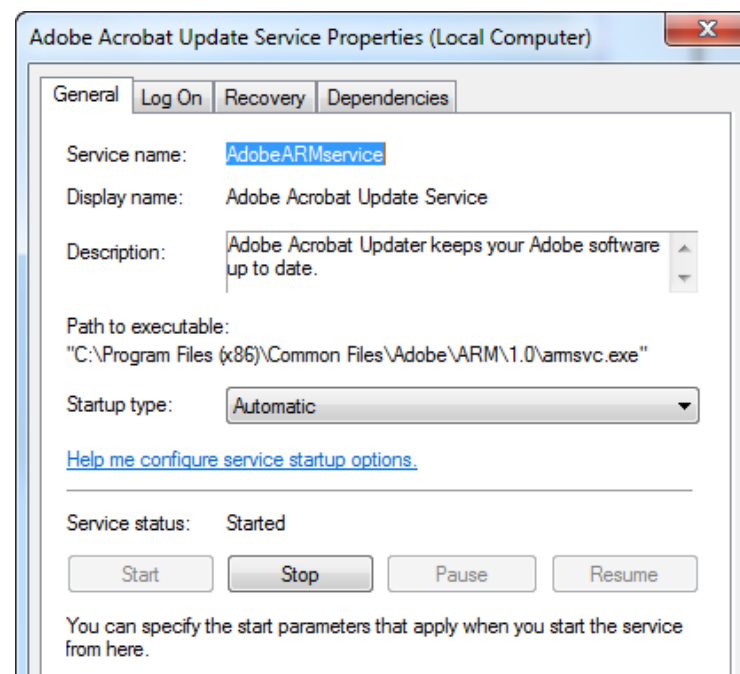 Adobe Acrobat Update Service Properties (Local Computer)
General Log On Recovery Dependencies
Service name: AdobeARMservice
Display name: Adobe Acrobat Update Service
Description: Adobe Acrobat Updater keeps your Adobe software
up to date.
Path to executable:
"C:\Program Files (x86)\Common Files\Adobe\ARM\1.0\armsvc.exe"
Startup type: Automatic
Help me configure service startup options.
Service status: Started
Start Stop Pause Resume
You can specify the start parameters that apply when you start the service
from here.